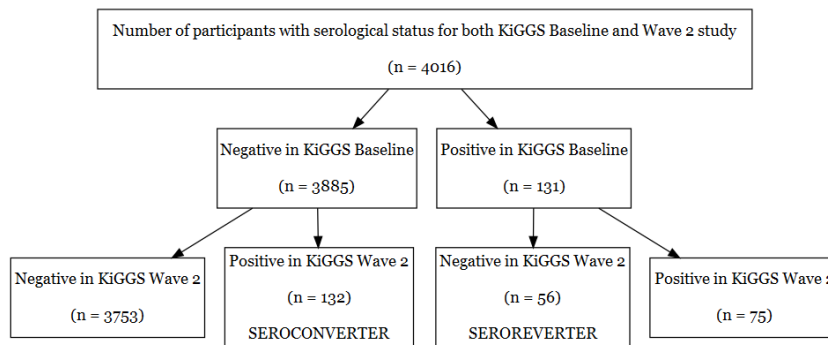 Number of participants with serological status for both KiGGS Baseline and Wave 2 study
(n = 4016)
Negative in KiGGS Baseline
(n = 3885)
Positive in KiGGS Baseline
(n = 131)
Negative in KiGGS Wave 2
(n = 3753)
Positive in KiGGS Wave 2
(n = 132)
SEROCONVERTER
Negative in KiGGS Wave 2
(n = 56)
SEROREVERTER
Positive in KiGGS Wave 2
(n = 75)